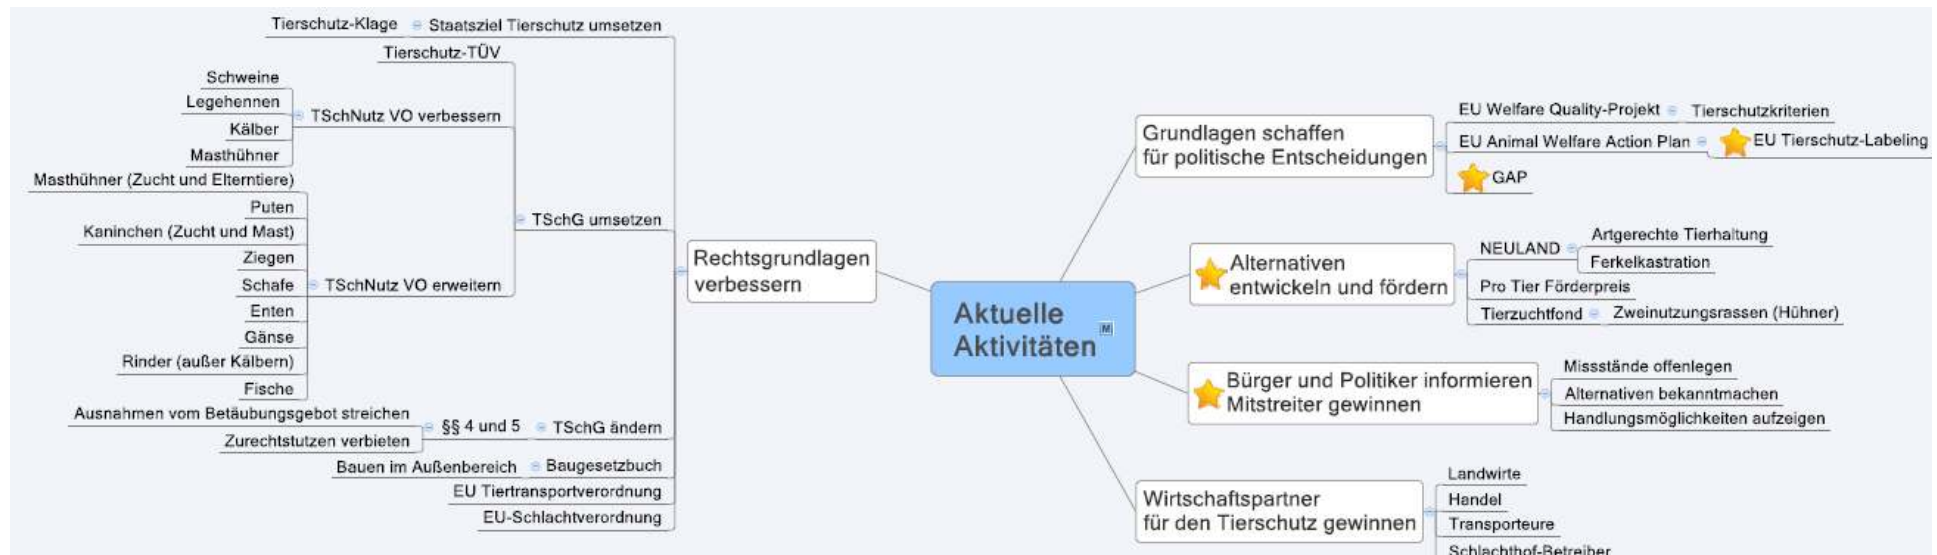 Tierschutz-Klage
Staatsziel Tierschutz umsetzen
Tierschutz-TÜV
Schweine
Legehennen
Kälber
Masthühner
TSchNutz VO verbessern
Masthühner (Zucht und Elterntiere)
Puten
Kaninchen (Zucht und Mast)
Ziegen
Schafe
Enten
Gänse
Rinder (außer Kälbern)
Fische
TSchNutz VO erweitern
TSchG umsetzen
Ausnahmen vom Betäubungsgebot streichen
Zurechtstutzen verbieten
§§ 4 und 5
TSchG ändern
Bauen im Außenbereich
Baugesetzbuch
EU Tiertransportverordnung
EU-Schlachtverordnung
Rechtsgrundlagen
verbessern
Aktuelle
Aktivitäten
M
Grundlagen schaffen
für politische Entscheidungen
EU Welfare Quality-Projekt
Tierschutzkriterien
EU Animal Welfare Action Plan
EU Tierschutz-Labeling
GAP
Alternativen
entwickeln und fördern
NEULAND
Artgerechte Tierhaltung
Ferkelkastration
Pro Tier Förderpreis
Tierzuchtfond
Zweinutzungsrassen (Hühner)
Bürger und Politiker informieren
Mitstreiter gewinnen
Missstände offenlegen
Alternativen bekanntmachen
Handlungsmöglichkeiten aufzeigen
Wirtschaftspartner
für den Tierschutz gewinnen
Landwirte
Handel
Transporteure
Schlachthof-Betreiber